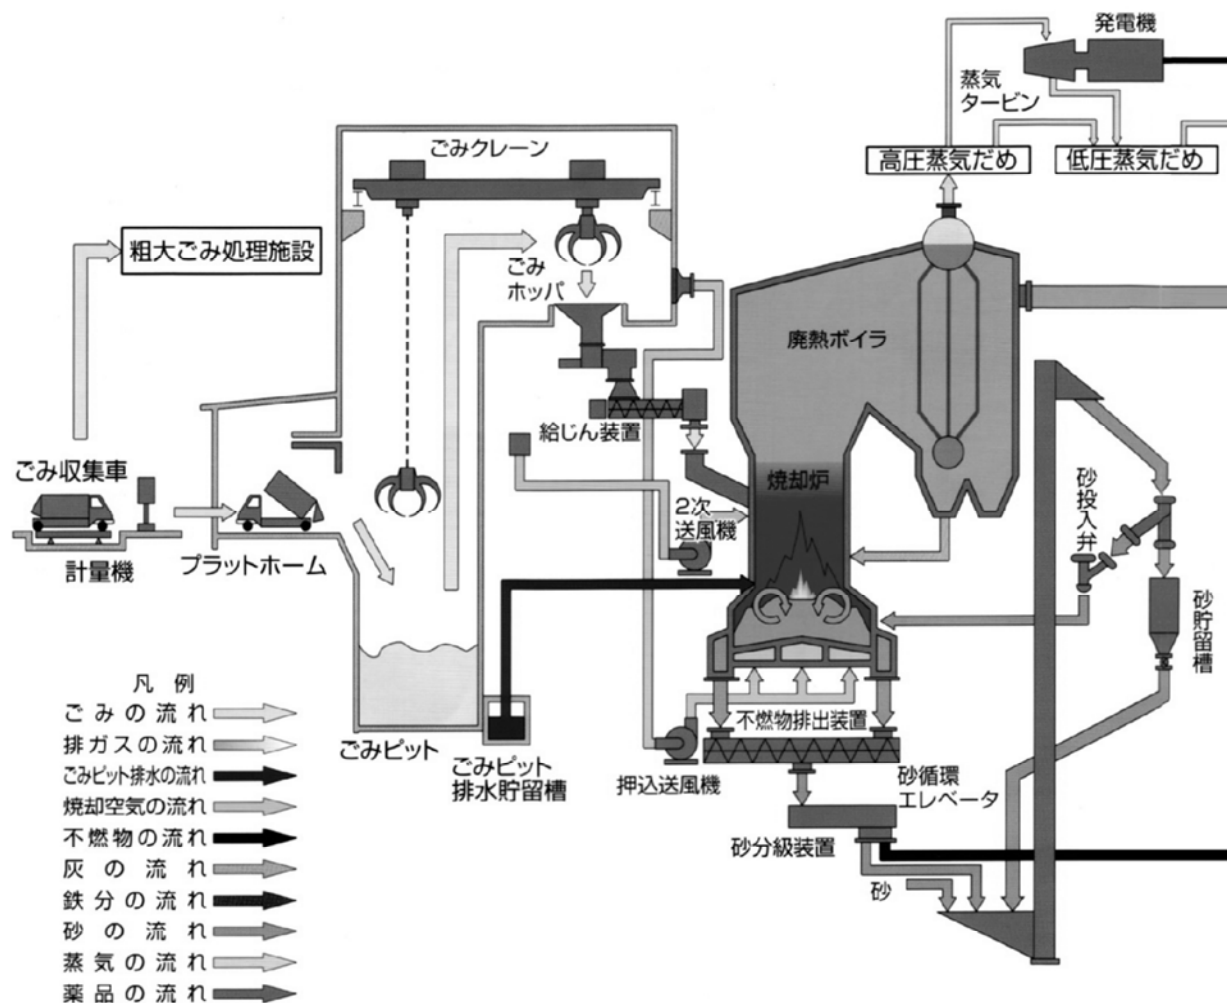 発電機
蒸気
タービン
ごみクレーン
高圧蒸気だめ
低圧蒸気だめ
粗大ごみ処理施設
ごみ
ホッパ
廃熱ボイラ
給じん装置
ごみ収集車
焼却炉
砂投入弁
2次
送風機
計量機
プラットホーム
砂貯留槽
凡例
ごみの流れ
排ガスの流れ
ごみピット排水の流れ
焼却空気の流れ
不燃物の流れ
灰の流れ
鉄分の流れ
砂の流れ
蒸気の流れ
薬品の流れ
ごみピット
ごみピット
排水貯留槽
不燃物排出装置
押込送風機
砂循環
エレベータ
砂分級装置
砂